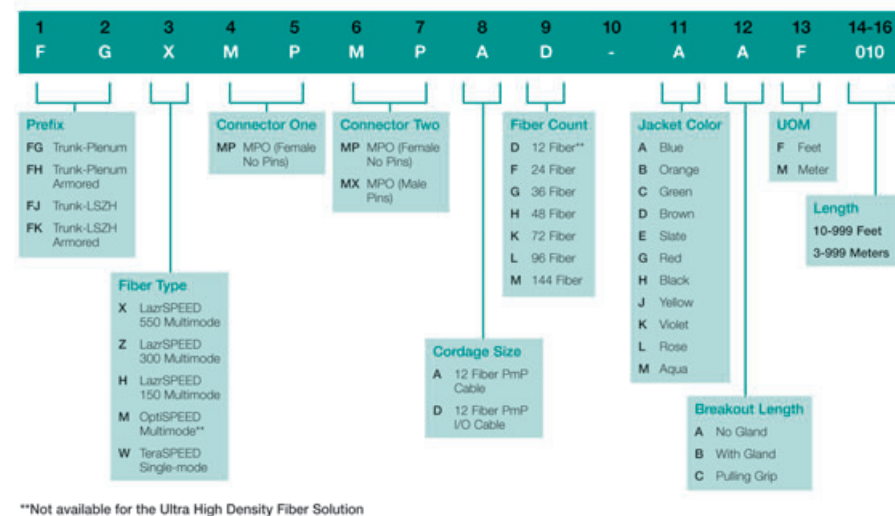 1 2 3 4 5 6 7 8 9 10 11 12 13 14-16
F G X M P M P A D - A A F 010
Prefix
FG Trunk-Plenum
FH Trunk-Plenum
Armored
FJ Trunk-LSZH
FK Trunk-LSZH
Armored
Connector One
MP MPO (Female
No Pins)
Connector Two
MP MPO (Female
No Pins)
MX MPO (Male
Pins)
Fiber Count
D 12 Fiber**
F 24 Fiber
G 36 Fiber
H 48 Fiber
K 72 Fiber
L 96 Fiber
M 144 Fiber
Jacket Color
A Blue
B Orange
C Green
D Brown
E Slate
G Red
H Black
J Yellow
K Violet
L Rose
M Aqua
UOM
F Feet
M Meter
Length
10-999 Feet
3-999 Meters
Fiber Type
X LazrSPEED
550 Multimode
Z LazrSPEED
300 Multimode
H LazrSPEED
150 Multimode
M OptiSPEED
Multimode**
W TeraSPEED
Single-mode
Cordage Size
A 12 Fiber PmP
Cable
D 12 Fiber PmP
I/O Cable
Breakout Length
A No Gland
B With Gland
C Pulling Grip
**Not available for the Ultra High Density Fiber Solution